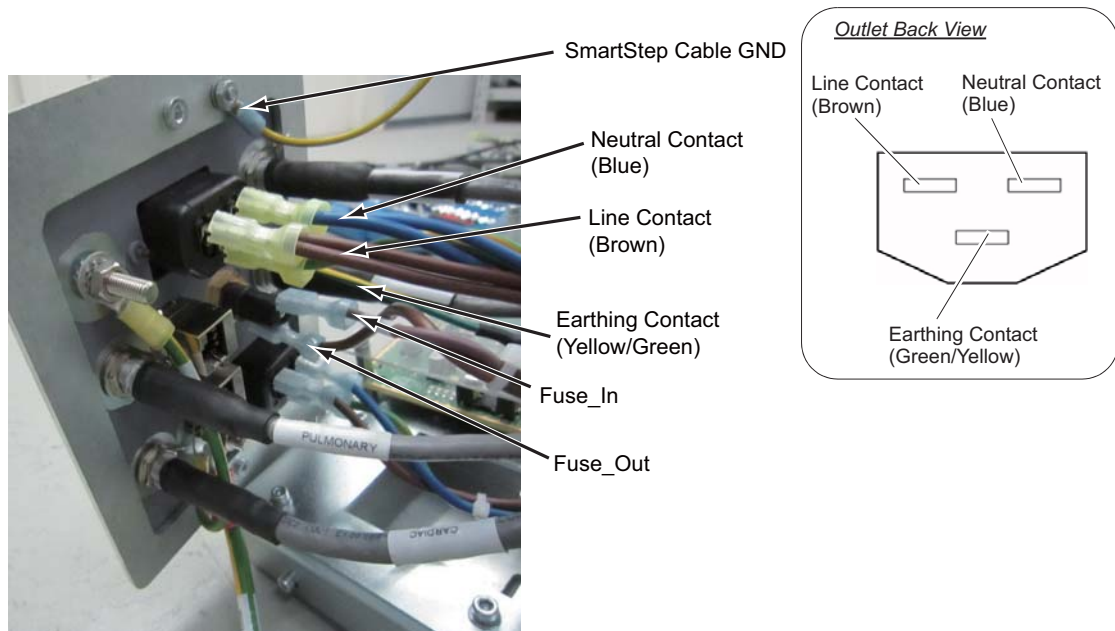 SmartStep Cable GND
Neutral Contact
(Blue)
Line Contact
(Brown)
Earthing Contact
(Yellow/Green)
Fuse_In
Fuse_Out
PULMONARY
CARDIAC
Outlet Back View
Line Contact
(Brown)
Neutral Contact
(Blue)
Earthing Contact
(Green/Yellow)